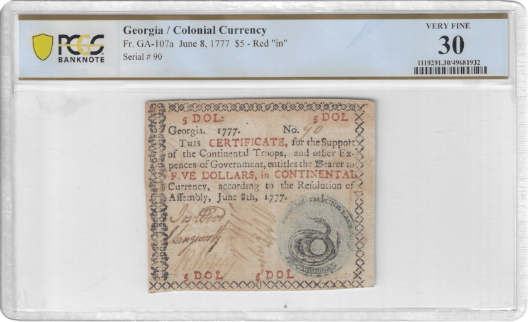 PCGS
BANKNOTE
Georgia / Colonial Currency
Fr. GA-107a June 8, 1777 $5 - Red "in"
Serial # 90
VERY FINE
30
1119291.30/49681932
5 DOL: 5 DOL
Georgia. 1777. No. 90
THIS CERTIFICATE, for the Support
of the Continental Troops, and other Ex-
pences of Government, entitles the Bearer to
FIVE DOLLARS, in CONTINENTAL
Currency, according to the Resolution of
Assembly, June 8th, 1777.
5 DOL 5 DOL